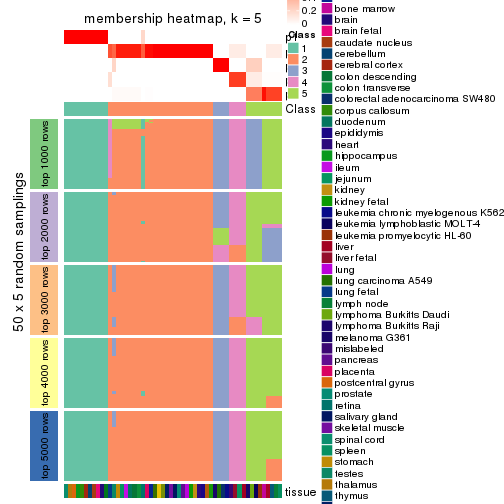 membership heatmap, k = 5
50 x 5 random samplings
top 1000 rows
top 2000 rows
top 3000 rows
top 4000 rows
top 5000 rows
0.2
0
Class
1
2
3
4
5
Class
tissue
bone marrow
brain
brain fetal
caudate nucleus
cerebellum
cerebral cortex
colon descending
colon transverse
colorectal adenocarcinoma SW480
corpus callosum
duodenum
epididymis
heart
hippocampus
ileum
jejunum
kidney
kidney fetal
leukemia chronic myelogenous K562
leukemia lymphoblastic MOLT-4
leukemia promyelocytic HL-60
liver
liver fetal
lung
lung carcinoma A549
lung fetal
lymph node
lymphoma Burkitts Daudi
lymphoma Burkitts Raji
melanoma G361
mislabeled
pancreas
placenta
postcentral gyrus
prostate
retina
salivary gland
skeletal muscle
spinal cord
spleen
stomach
testes
thalamus
thymus